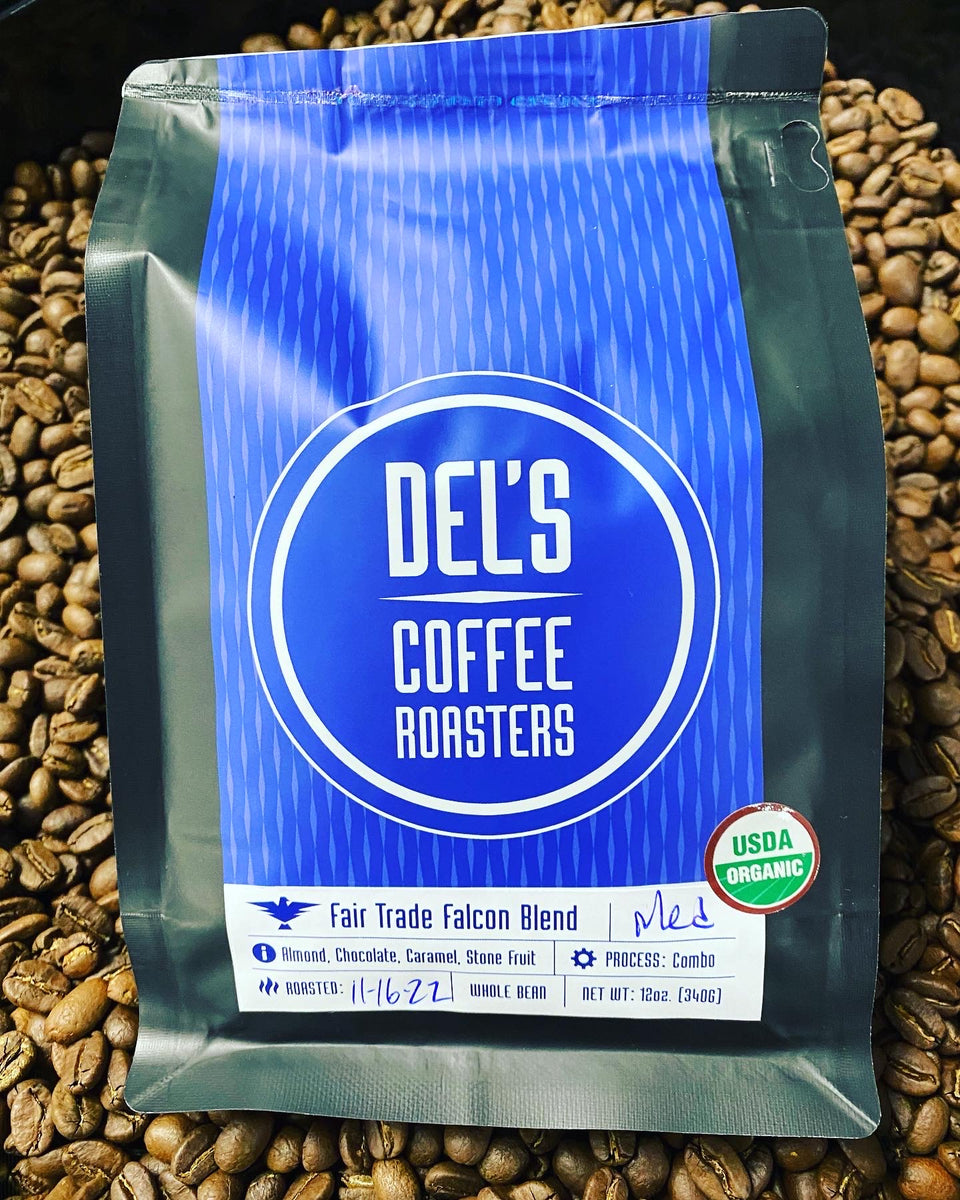 DEL'S
COFFEE
ROASTERS
USDA
ORGANIC
Fair Trade Falcon Blend Med
Almond, Chocolate, Caramel, Stone Fruit PROCESS: Combo
ROASTED: 11-16-22 WHOLE BEAN NET WT: 12oz. [340G]